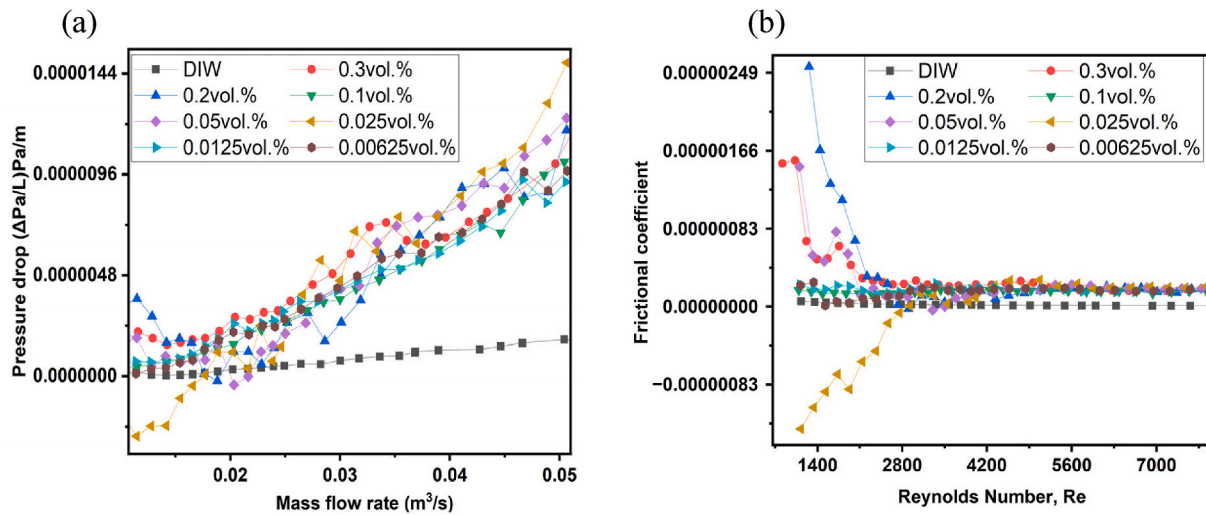 (a)
Pressure drop (ΔPa/L)Pa/m
0.0000144
0.0000096
0.0000048
0.0000000
DIW
0.3vol.%
0.2vol.%
0.1vol.%
0.05vol.%
0.025vol.%
0.0125vol.%
0.00625vol.%
0.02
0.03
0.04
0.05
Mass flow rate (m³/s)
(b)
Frictional coefficient
0.00000249
0.00000166
0.00000083
0.00000000
−0.00000083
DIW
0.3vol.%
0.2vol.%
0.1vol.%
0.05vol.%
0.025vol.%
0.0125vol.%
0.00625vol.%
1400
2800
4200
5600
7000
Reynolds Number, Re